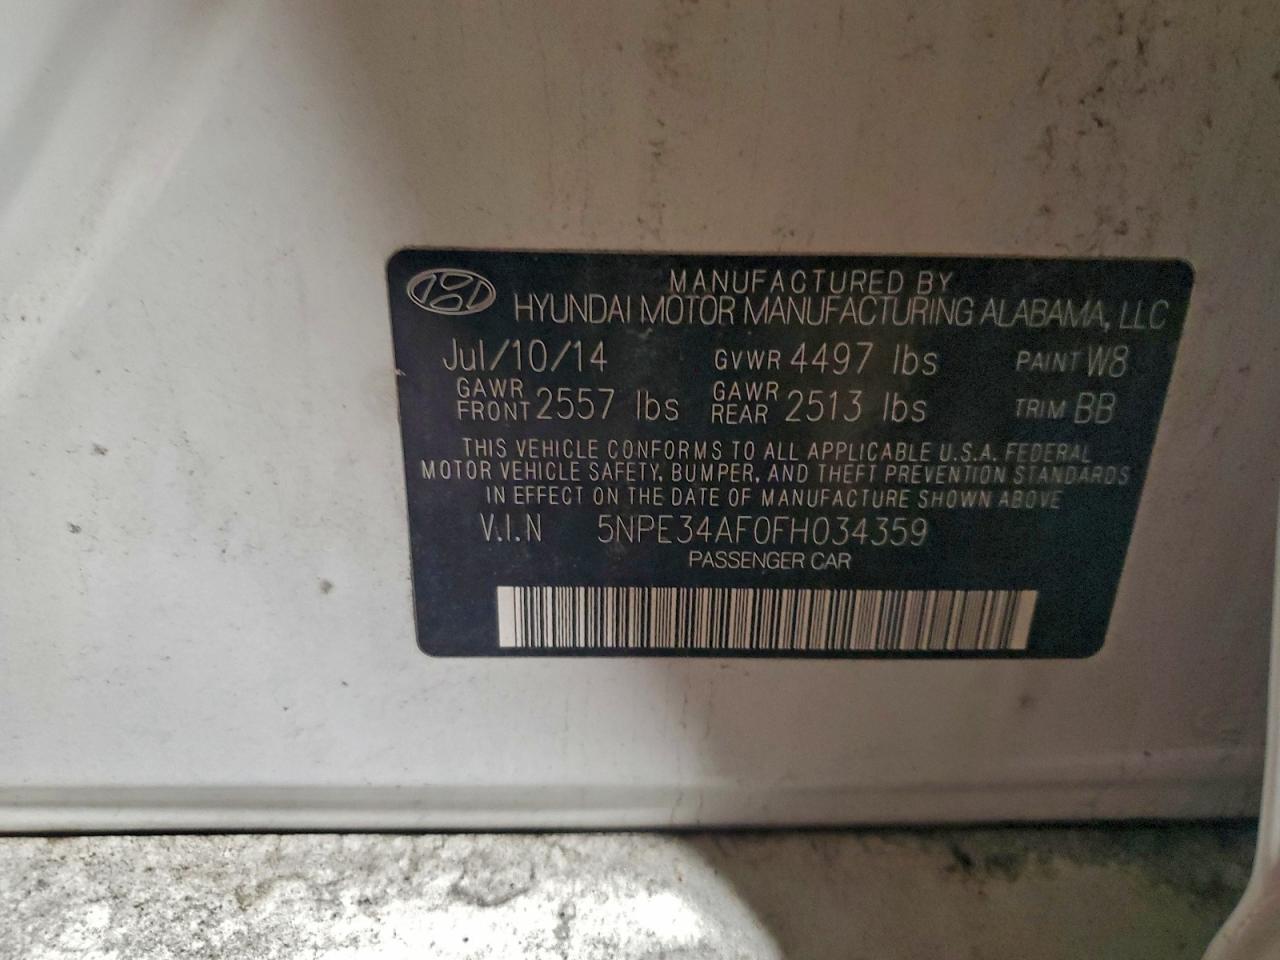 MANUFACTURED BY
HYUNDAI MOTOR MANUFACTURING ALABAMA, LLC
Jul/10/14 GVWR 4497 lbs PAINT W8
GAWR FRONT 2557 lbs GAWR REAR 2513 lbs TRIM BB
THIS VEHICLE CONFORMS TO ALL APPLICABLE U.S.A. FEDERAL
MOTOR VEHICLE SAFETY, BUMPER, AND THEFT PREVENTION STANDARDS
IN EFFECT ON THE DATE OF MANUFACTURE SHOWN ABOVE
V.I.N 5NPE34AF0FH034359
PASSENGER CAR